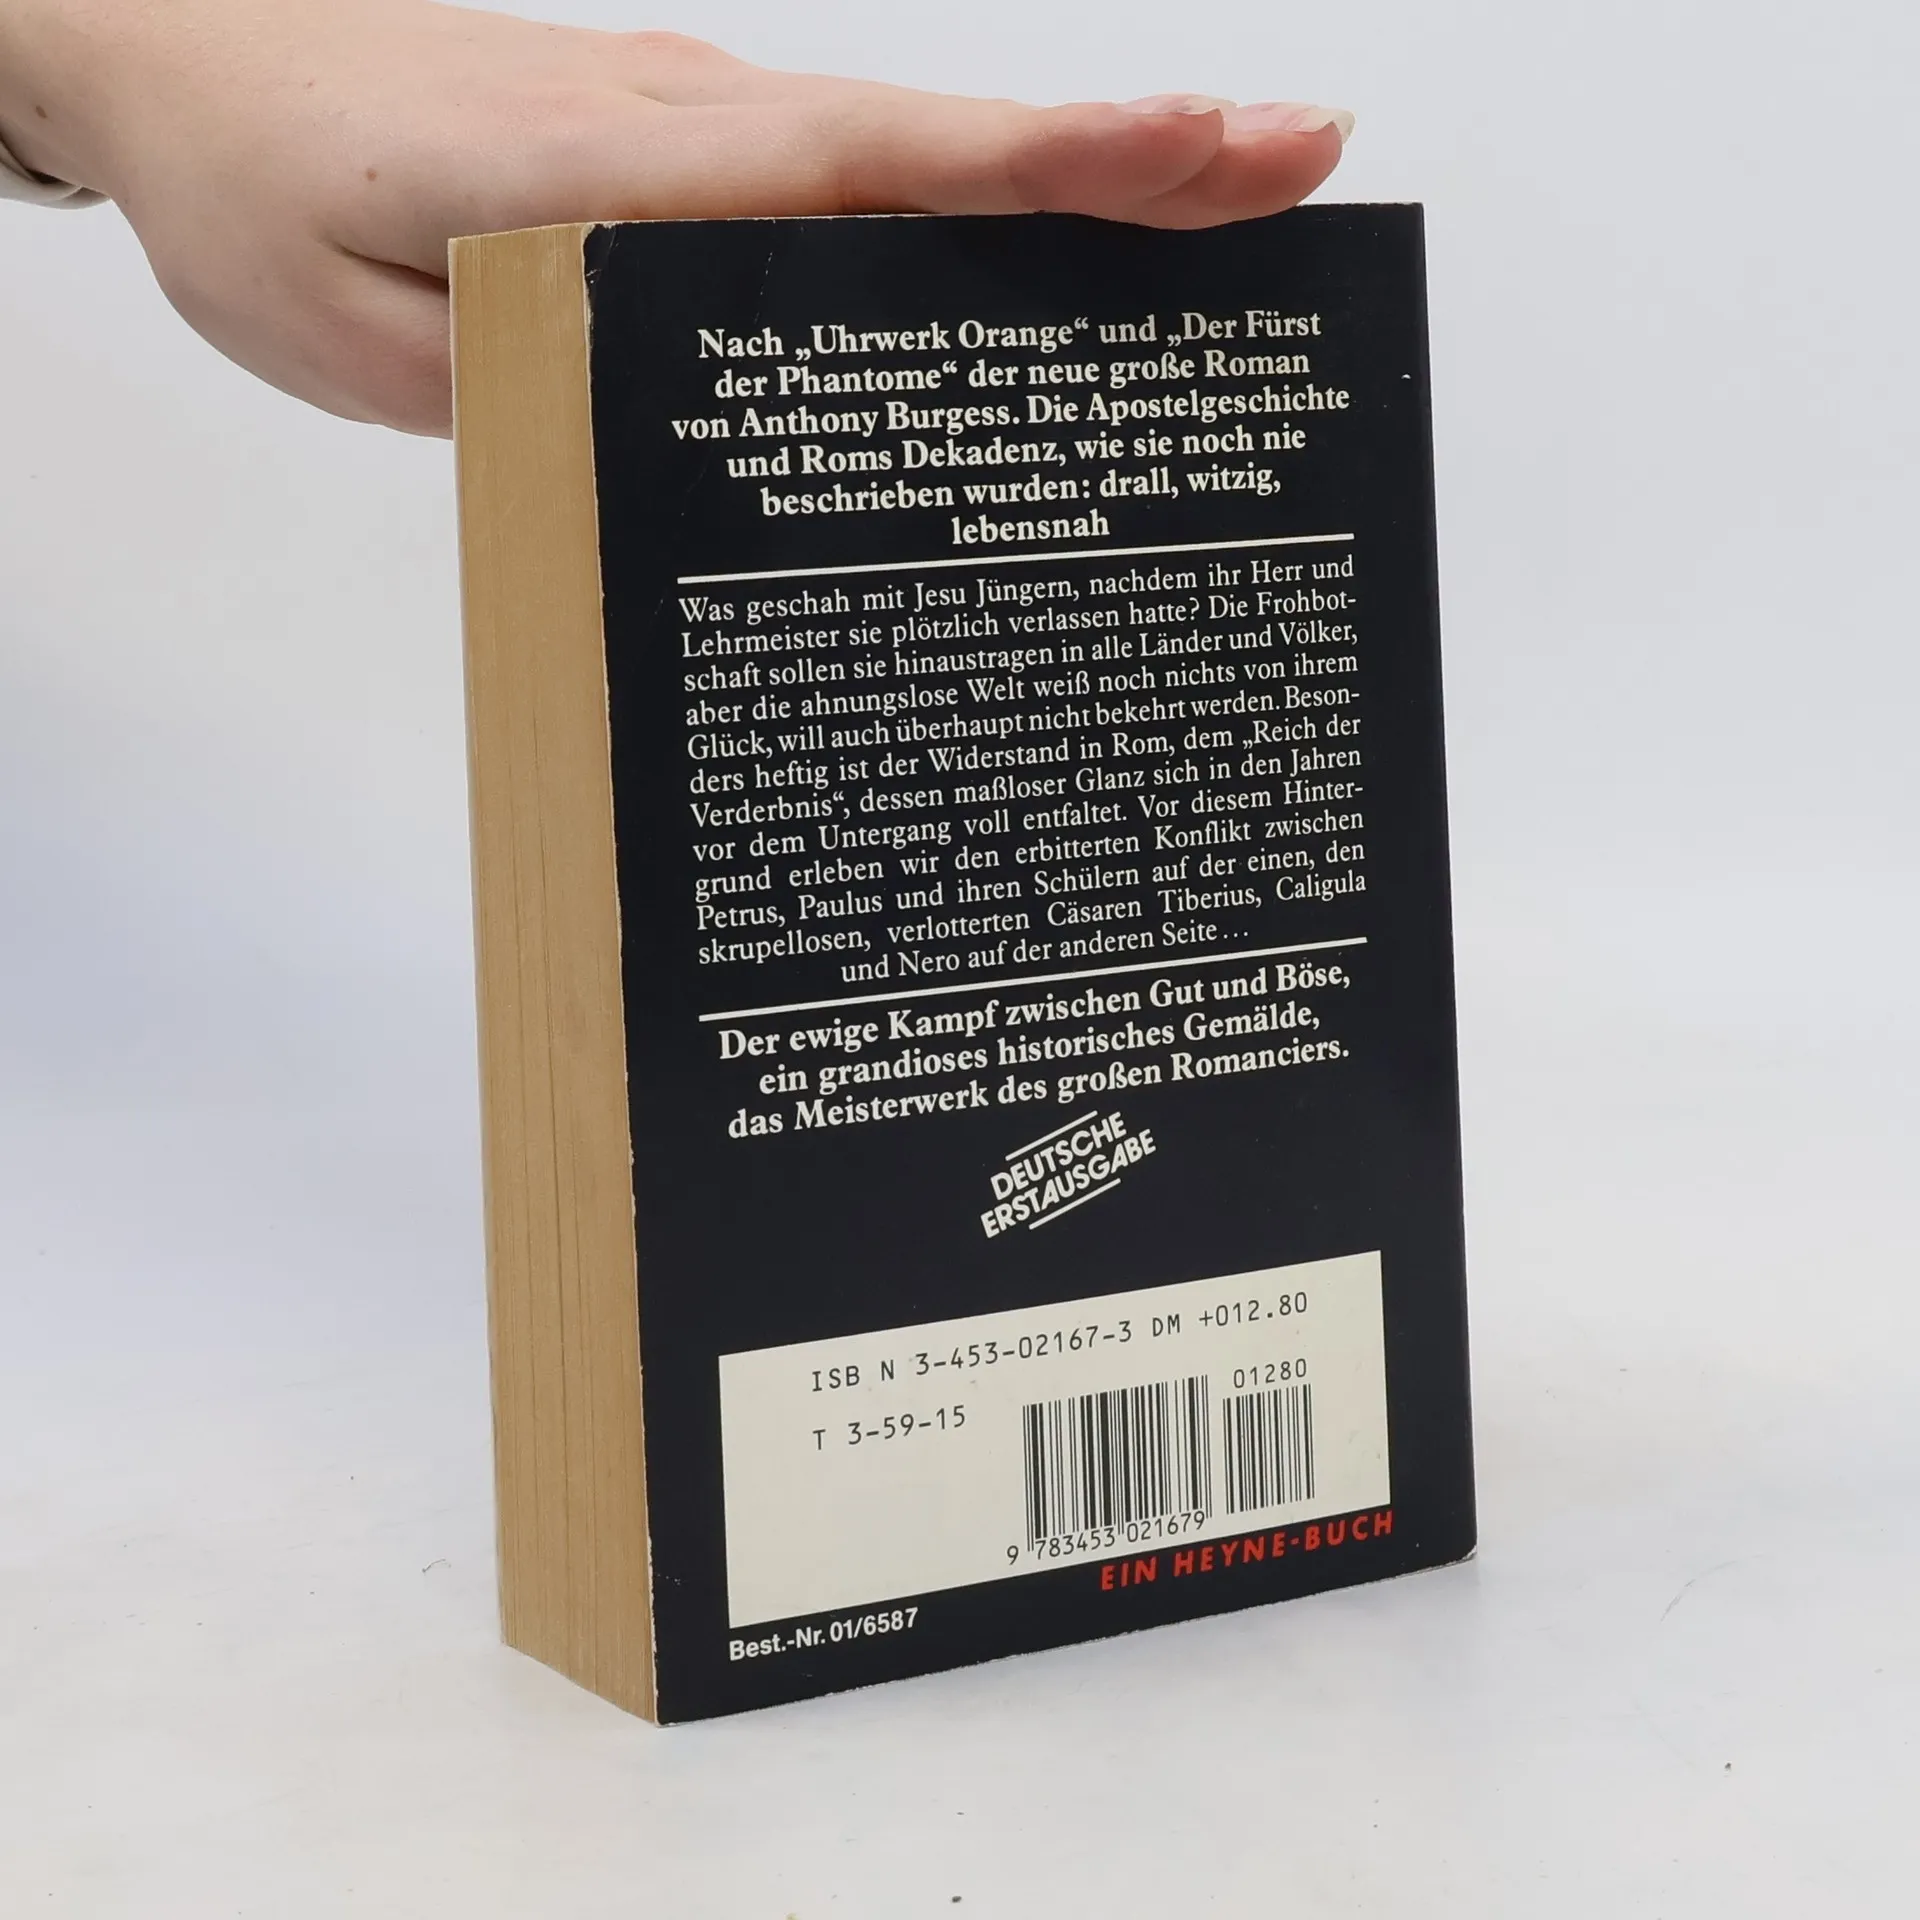 Nach „Uhrwerk Orange“ und „Der Fürst
der Phantome“ der neue große Roman
von Anthony Burgess. Die Apostelgeschichte
und Roms Dekadenz, wie sie noch nie
beschrieben wurden: drall, witzig,
lebensnah
Was geschah mit Jesu Jüngern, nachdem ihr Herr und
Lehrmeister sie plötzlich verlassen hatte? Die Frohbot-
schaft sollen sie hinaustragen in alle Länder und Völker,
aber die ahnungslose Welt weiß noch nichts von ihrem
Glück, will auch überhaupt nicht bekehrt werden. Beson-
ders heftig ist der Widerstand in Rom, dem „Reich der
Verderbnis“, dessen maßloser Glanz sich in den Jahren
vor dem Untergang voll entfaltet. Vor diesem Hinter-
grund erleben wir den erbitterten Konflikt zwischen
Petrus, Paulus und ihren Schülern auf der einen, den
skrupellosen, verlotterten Cäsaren Tiberius, Caligula
und Nero auf der anderen Seite...
Der ewige Kampf zwischen Gut und Böse,
ein grandioses historisches Gemälde,
das Meisterwerk des großen Romanciers.
DEUTSCHE
ERSTAUSGABE
ISB N 3-453-02167-3 DM +012.80
01280
T 3-59-15
9 783453 021679
EIN HEYNE-BUCH
Best.-Nr. 01/6587